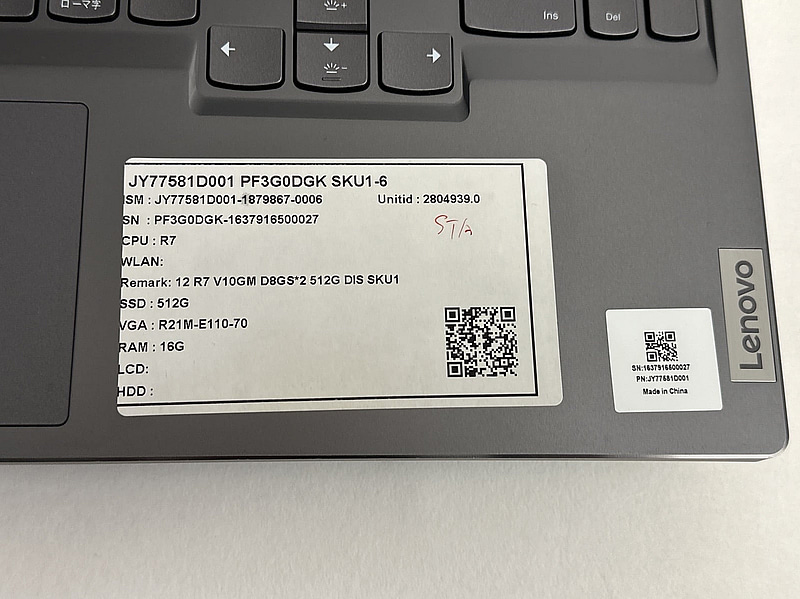 ローマ字
Ins
Del
JY77581D001 PF3G0DGK SKU1-6
ISM : JY77581D001-1879867-0006 Unitid : 2804939.0
SN : PF3G0DGK-1637916500027
CPU : R7
WLAN:
Remark: 12 R7 V10GM D8GS*2 512G DIS SKU1
SSD : 512G
VGA : R21M-E110-70
RAM : 16G
LCD:
HDD :
SN:1637916500027
PN:JY77581D001
Made in China
Lenovo